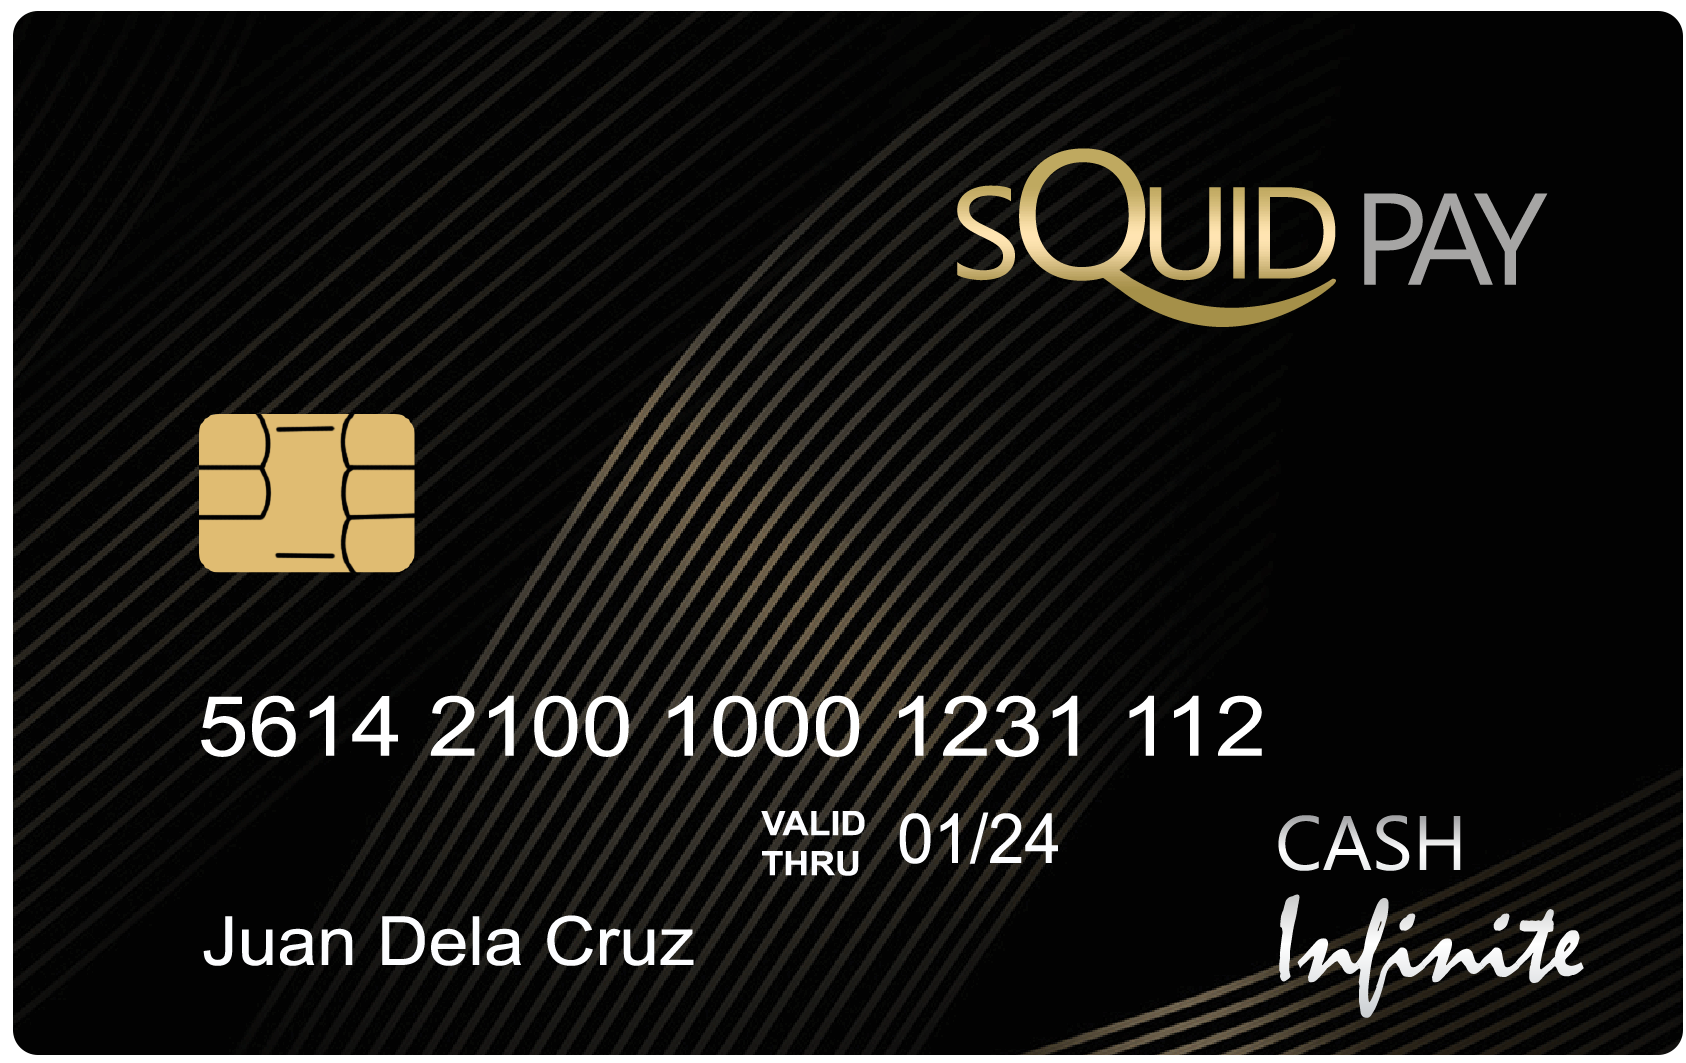 SQUID PAY
5614 2100 1000 1231 112
VALID
THRU
01/24
CASH
Infinite
Juan Dela Cruz